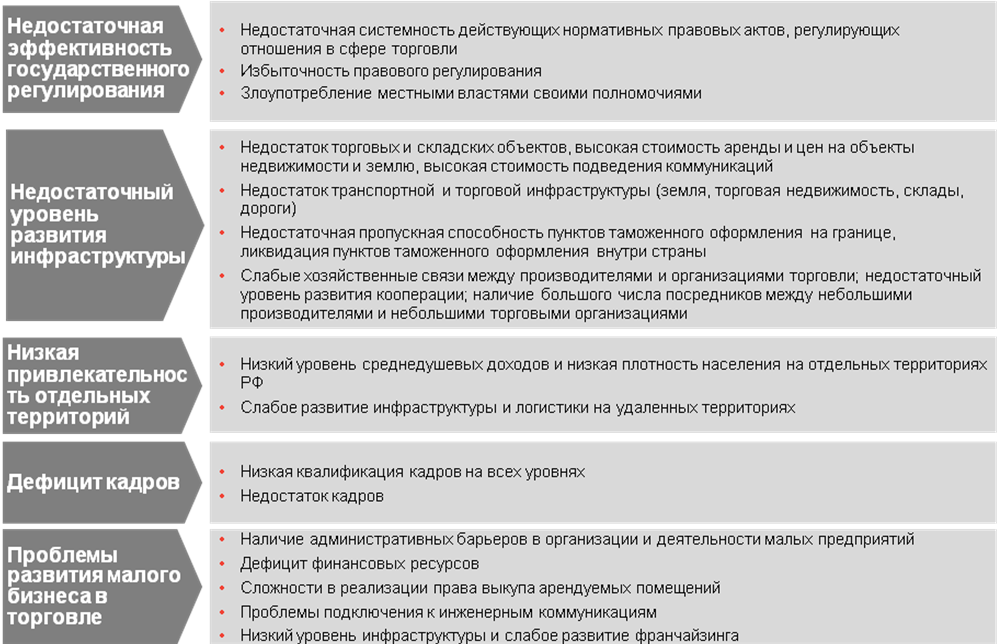 Недостаточная
эффективность
государственного
регулирования
• Недостаточная системность действующих нормативных правовых актов, регулирующих
отношения в сфере торговли
• Избыточность правового регулирования
• Злоупотребление местными властями своими полномочиями
Недостаточный
уровень
развития
инфраструктуры
• Недостаток торговых и складских объектов, высокая стоимость аренды и цен на объекты
недвижимости и землю, высокая стоимость подведения коммуникаций
• Недостаток транспортной и торговой инфраструктуры (земля, торговая недвижимость, склады,
дороги)
• Недостаточная пропускная способность пунктов таможенного оформления на границе,
ликвидация пунктов таможенного оформления внутри страны
• Слабые хозяйственные связи между производителями и организациями торговли; недостаточный
уровень развития кооперации; наличие большого числа посредников между небольшими
производителями и небольшими торговыми организациями
Низкая
привлекательнос
ть отдельных
территорий
• Низкий уровень среднедушевых доходов и низкая плотность населения на отдельных территориях
РФ
• Слабое развитие инфраструктуры и логистики на удаленных территориях
Дефицит кадров
• Низкая квалификация кадров на всех уровнях
• Недостаток кадров
Проблемы
развития малого
бизнеса в
торговле
• Наличие административных барьеров в организации и деятельности малых предприятий
• Дефицит финансовых ресурсов
• Сложности в реализации права выкупа арендуемых помещений
• Проблемы подключения к инженерным коммуникациям
• Низкий уровень инфраструктуры и слабое развитие франчайзинга